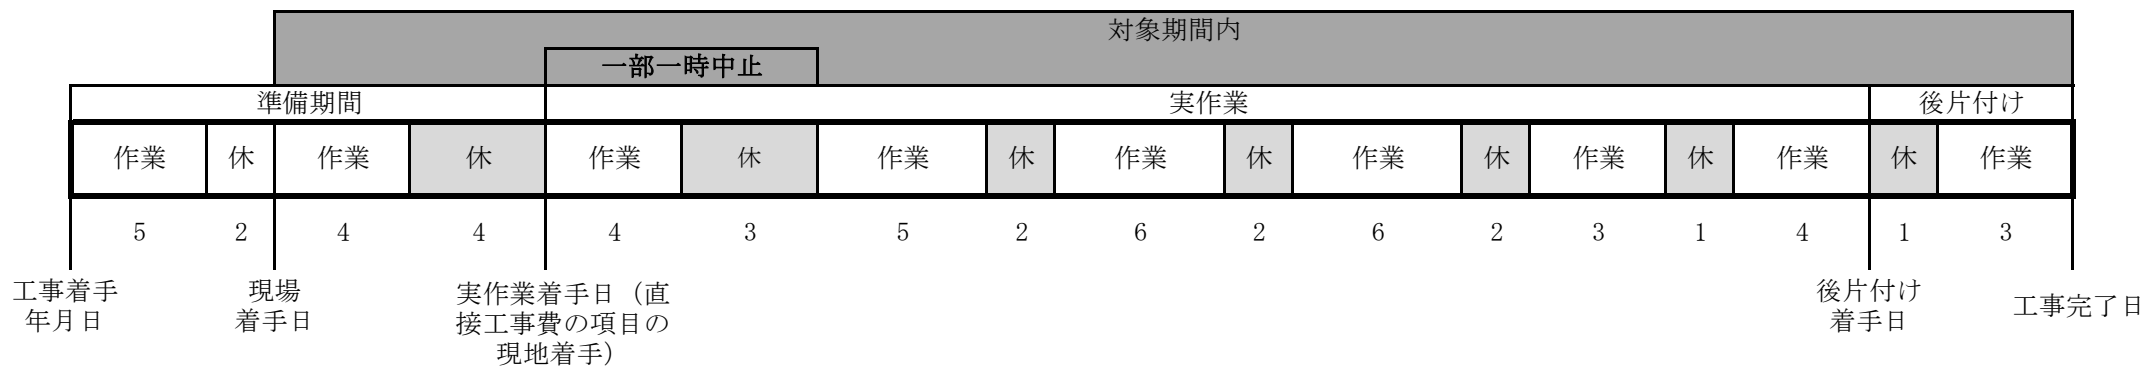 対象期間内
一部一時中止
準備期間 実作業 後片付け
作業 休 作業 休 作業 休 作業 休 作業 休 作業 休 作業 休 作業 休 作業
5 2 4 4 4 3 5 2 6 2 6 2 3 1 4 1 3
工事着手
年月日
現場
着手日
実作業着手日（直
接工事費の項目の
現地着手）
後片付け
着手日
工事完了日